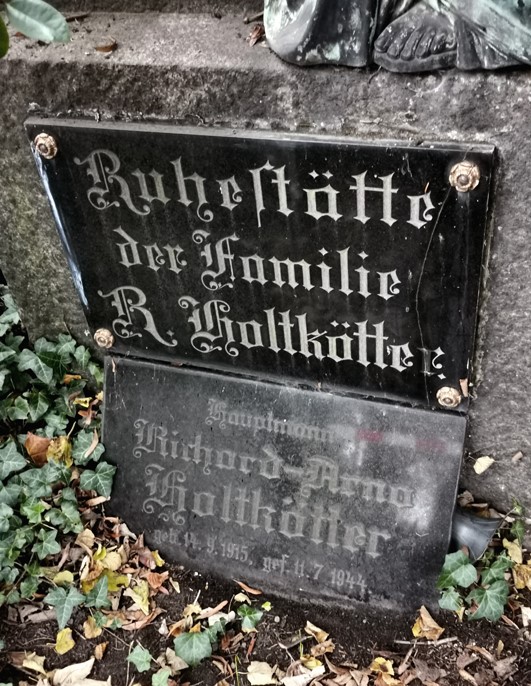 Ruhestätte
der Familie
R. Holtkötter.
Hauptmann
Richard-Arno
Holtkötter
geb. 14. 9. 1915, gef. 11. 7. 1944